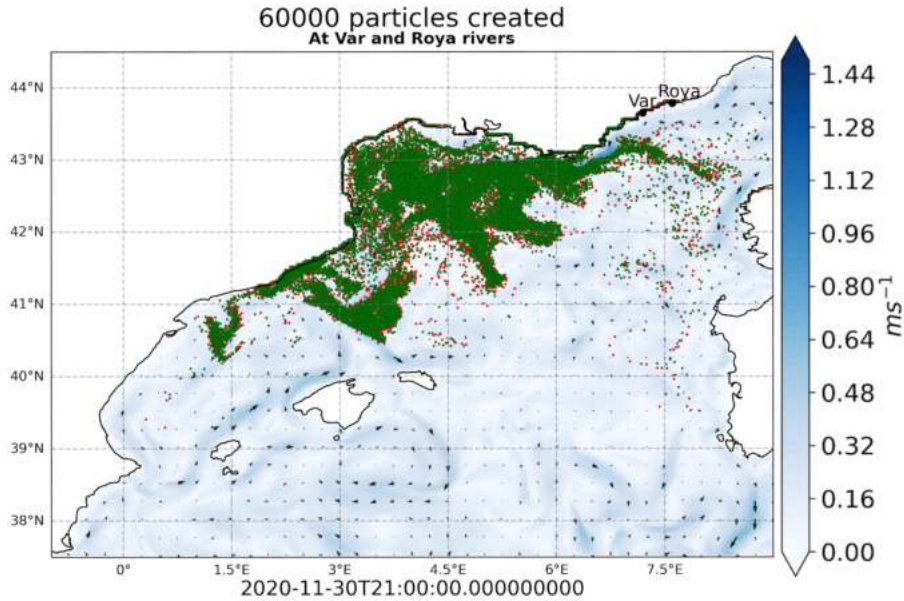 60000 particles created
At Var and Roya rivers
44°N
43°N
42°N
41°N
40°N
39°N
38°N
Var
Roya
0°
1.5°E
3°E
4.5°E
6°E
7.5°E
2020-11-30T21:00:00.000000000
1.44
1.28
1.12
0.96
0.80
0.64
0.48
0.32
0.16
0.00
ms⁻¹